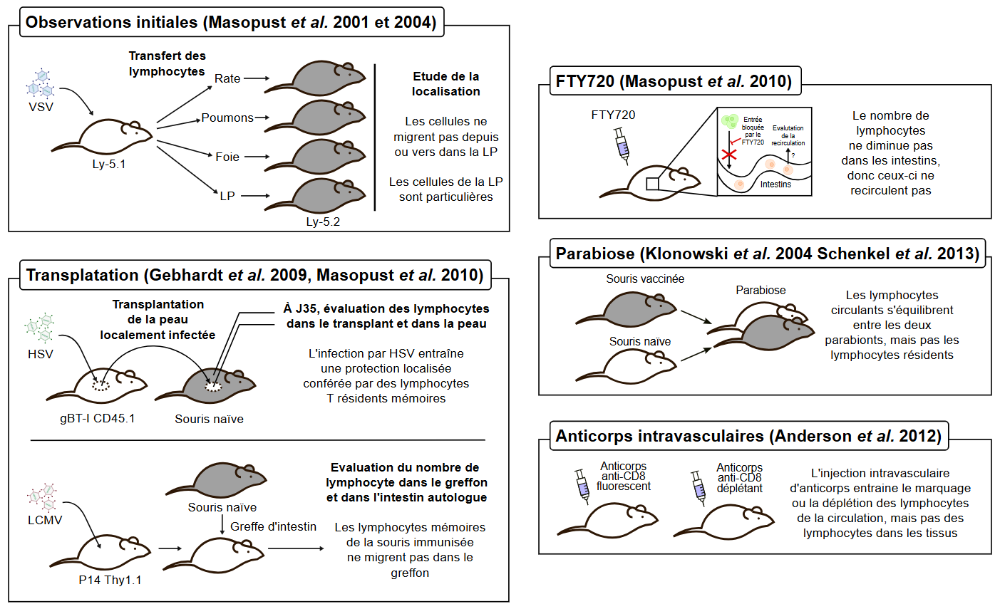 Observations initiales (Masopust et al. 2001 et 2004)
VSV
Ly-5.1
Transfert des
lymphocytes
Rate
Poumons
Foie
LP
Ly-5.2
Etude de la
localisation
Les cellules ne
migrent pas depuis
ou vers dans la LP
Les cellules de la LP
sont particulières
Transplatation (Gebhardt et al. 2009, Masopust et al. 2010)
HSV
gBT-I CD45.1
Transplantation
de la peau
localement infectée
Souris naïve
À J35, évaluation des lymphocytes
dans le transplant et dans la peau
L'infection par HSV entraîne
une protection localisée
conférée par des lymphocytes
T résidents mémoires
LCMV
P14 Thy1.1
Souris naïve
Greffe d'intestin
Evaluation du nombre de
lymphocyte dans le greffon
et dans l'intestin autologue
Les lymphocytes mémoires
de la souris immunisée
ne migrent pas dans le
greffon
FTY720 (Masopust et al. 2010)
FTY720
Entrée
bloquée
par le
FTY720
Evalutation
de la
recirculation
?
Intestins
Le nombre de
lymphocytes
ne diminue pas
dans les intestins,
donc ceux-ci ne
recirculent pas
Parabiose (Klonowski et al. 2004 Schenkel et al. 2013)
Souris vaccinée
Souris naïve
Parabiose
Les lymphocytes
circulants s'équilibrent
entre les deux
parabionts, mais pas les
lymphocytes résidents
Anticorps intravasculaires (Anderson et al. 2012)
Anticorps
anti-CD8
fluorescent
Anticorps
anti-CD8
déplétant
L'injection intravasculaire
d'anticorps entraine le marquage
ou la déplétion des lymphocytes
de la circulation, mais pas des
lymphocytes dans les tissus